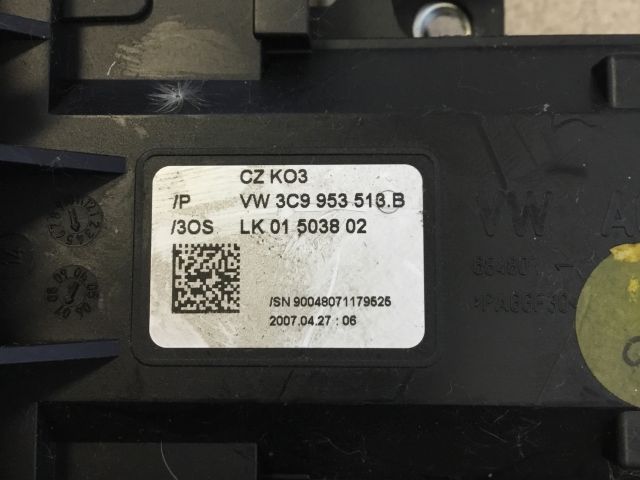 CZ KO3
/P VW 3C9 953 513.B
/3OS LK 01 5038 02
/SN 90048071179525
2007.04.27 : 06
VW